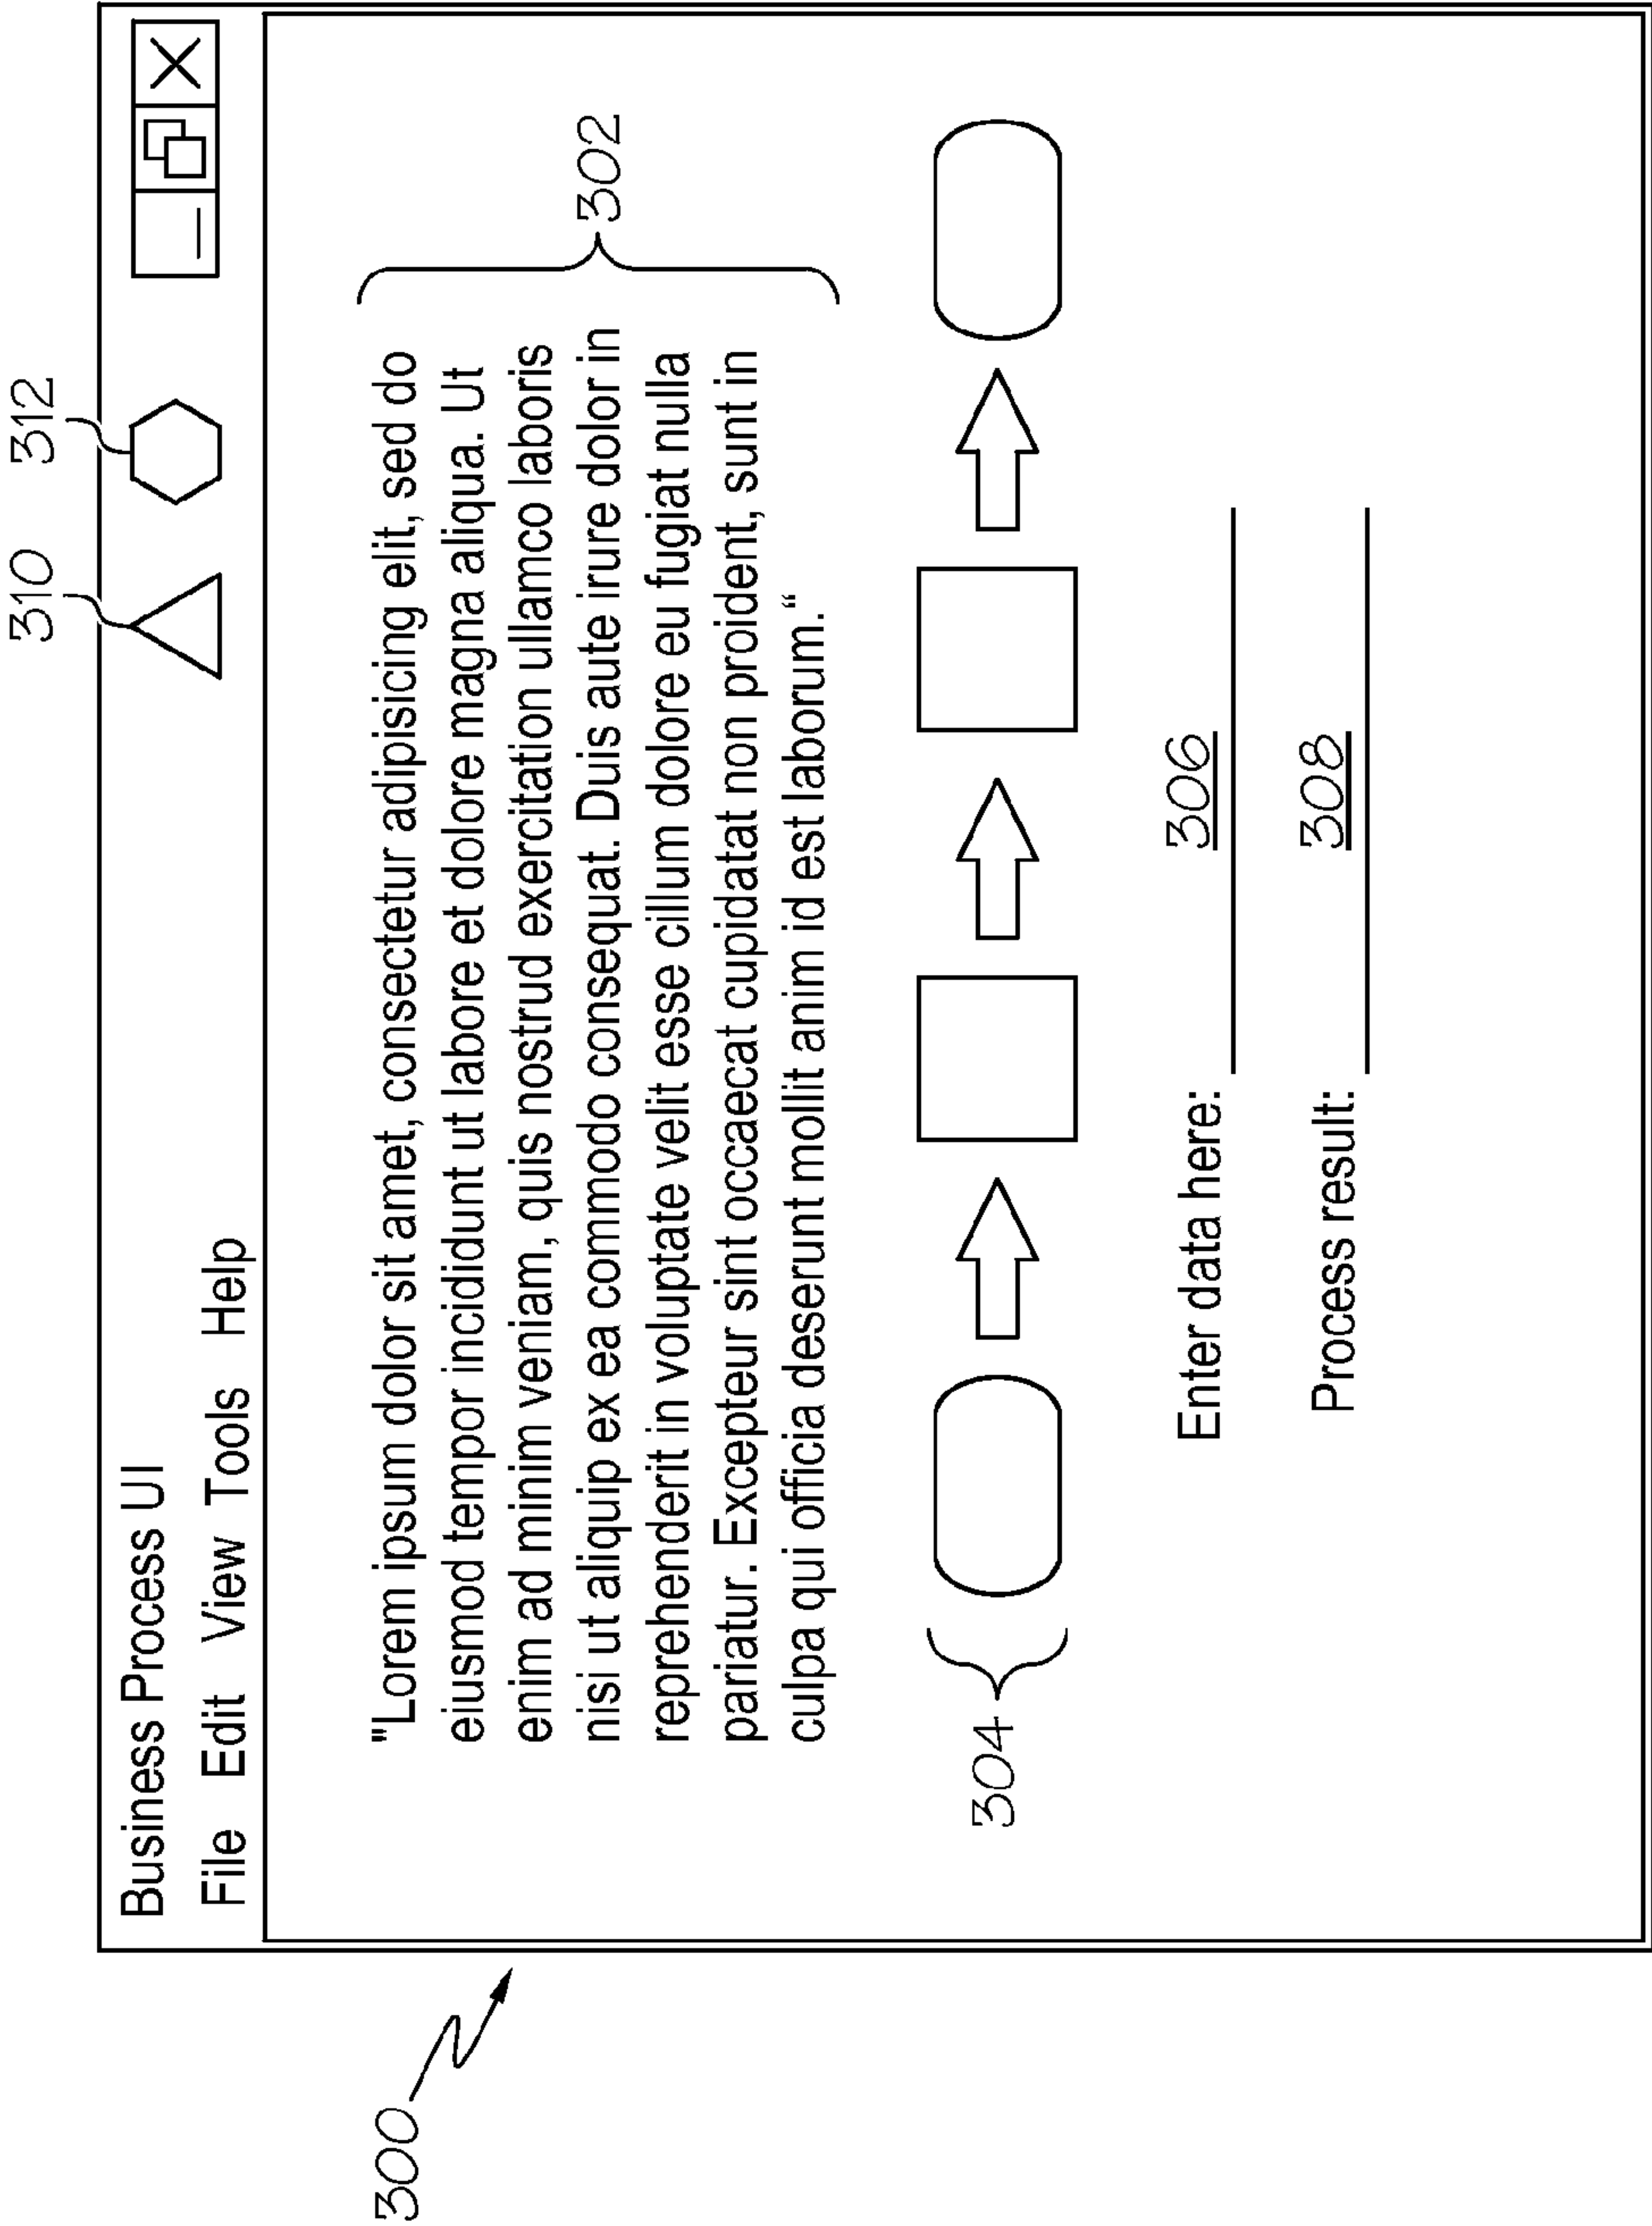 310 312
Business Process UI
File Edit View Tools Help
300
"Lorem ipsum dolor sit amet, consectetur adipisicing elit, sed do
eiusmod tempor incididunt ut labore et dolore magna aliqua. Ut
enim ad minim veniam, quis nostrud exercitation ullamco laboris
nisi ut aliquip ex ea commodo consequat. Duis aute irure dolor in
reprehenderit in voluptate velit esse cillum dolore eu fugiat nulla
pariatur. Excepteur sint occaecat cupidatat non proident, sunt in
culpa qui officia deserunt mollit anim id est laborum.“
302
304
Enter data here: 306
Process result: 308